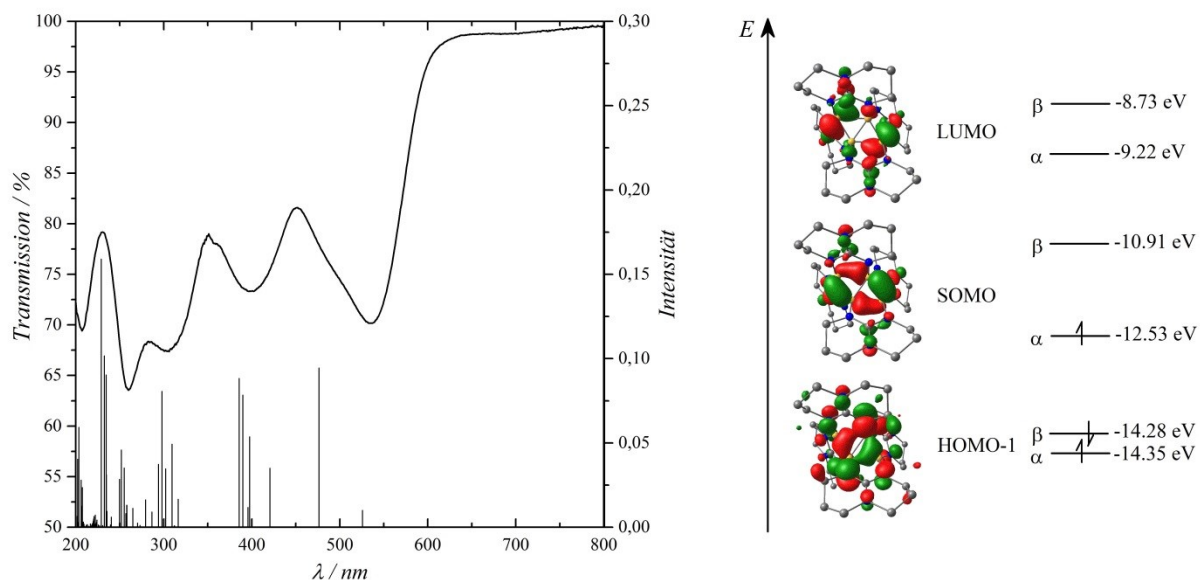 Transmission / %
100
95
90
85
80
75
70
65
60
55
50
200
300
400
500
600
700
800
λ / nm
0,30
0,25
0,20
0,15
0,10
0,05
0,00
Intensiätät
E
LUMO
β -8.73 eV
α -9.22 eV
SOMO
β -10.91 eV
α -12.53 eV
HOMO-1
β -14.28 eV
α -14.35 eV